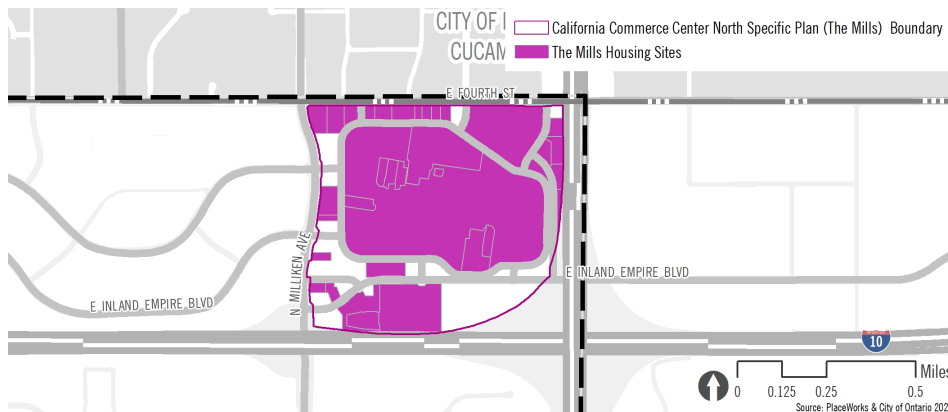 CITY OF
CUCAM
California Commerce Center North Specific Plan (The Mills) Boundary
The Mills Housing Sites
E FOURTH ST
N MILLIKEN AVE
E INLAND EMPIRE BLVD
E INLAND EMPIRE BLVD
10
Miles
0 0.125 0.25 0.5
Source: PlaceWorks & City of Ontario 202